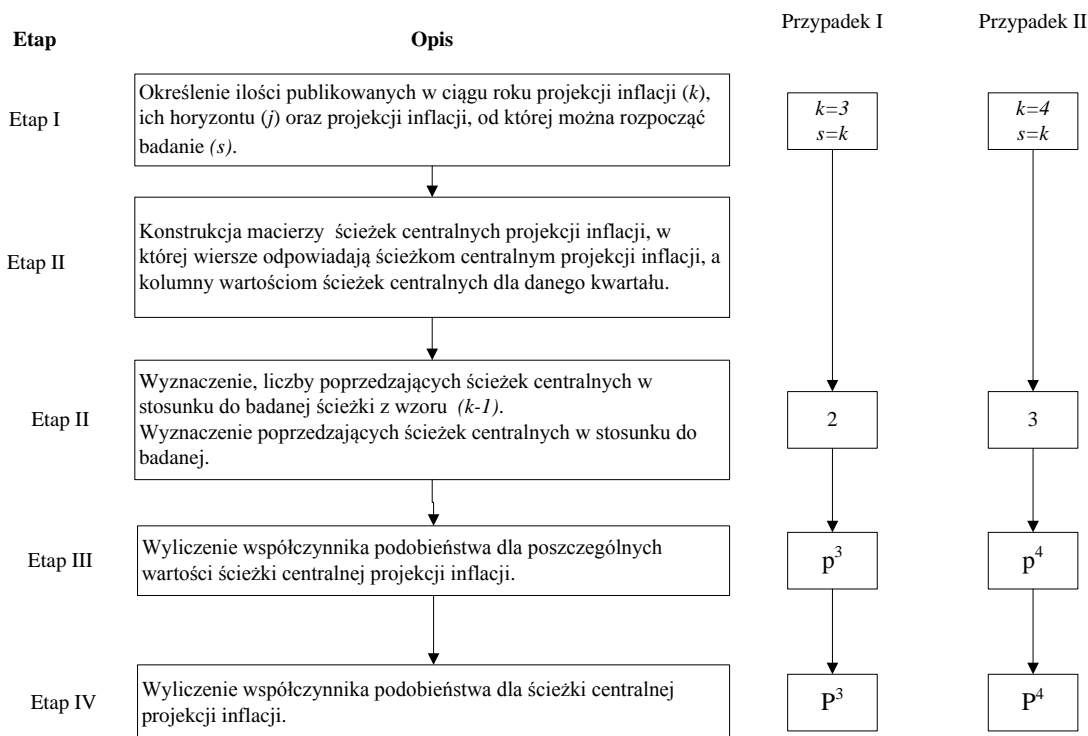 Etap
Opis
Przypadek I
Przypadek II
Etap I
Określenie ilości publikowanych w ciągu roku projekcji inflacji (k),
ich horyzontu (j) oraz projekcji inflacji, od której można rozpocząć
badanie (s).
k=3
s=k
k=4
s=k
Etap II
Konstrukcja macierzy ścieżek centralnych projekcji inflacji, w
której wiersze odpowiadają ścieżkom centralnym projekcji inflacji, a
kolumny wartościom ścieżek centralnych dla danego kwartału.
Etap II
Wyznaczenie, liczby poprzedzających ścieżek centralnych w
stosunku do badanej ścieżki z wzoru (k-1).
Wyznaczenie poprzedzających ścieżek centralnych w stosunku do
badanej.
2
3
Etap III
Wyliczenie współczynnika podobieństwa dla poszczególnych
wartości ścieżki centralnej projekcji inflacji.
p³
p⁴
Etap IV
Wyliczenie współczynnika podobieństwa dla ścieżki centralnej
projekcji inflacji.
P³
P⁴